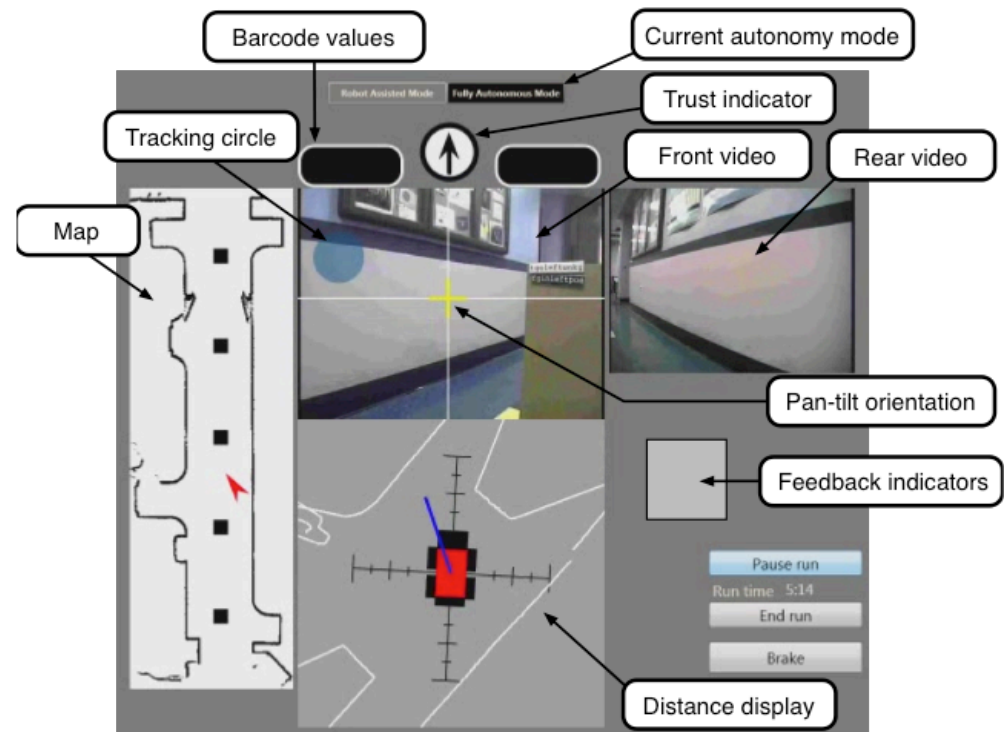 Barcode values
Current autonomy mode
Robot Assisted Mode
Fully Autonomous Mode
Trust indicator
Tracking circle
Front video
Rear video
Map
Pan-tilt orientation
Feedback indicators
Pause run
Run time 5:14
End run
Brake
Distance display